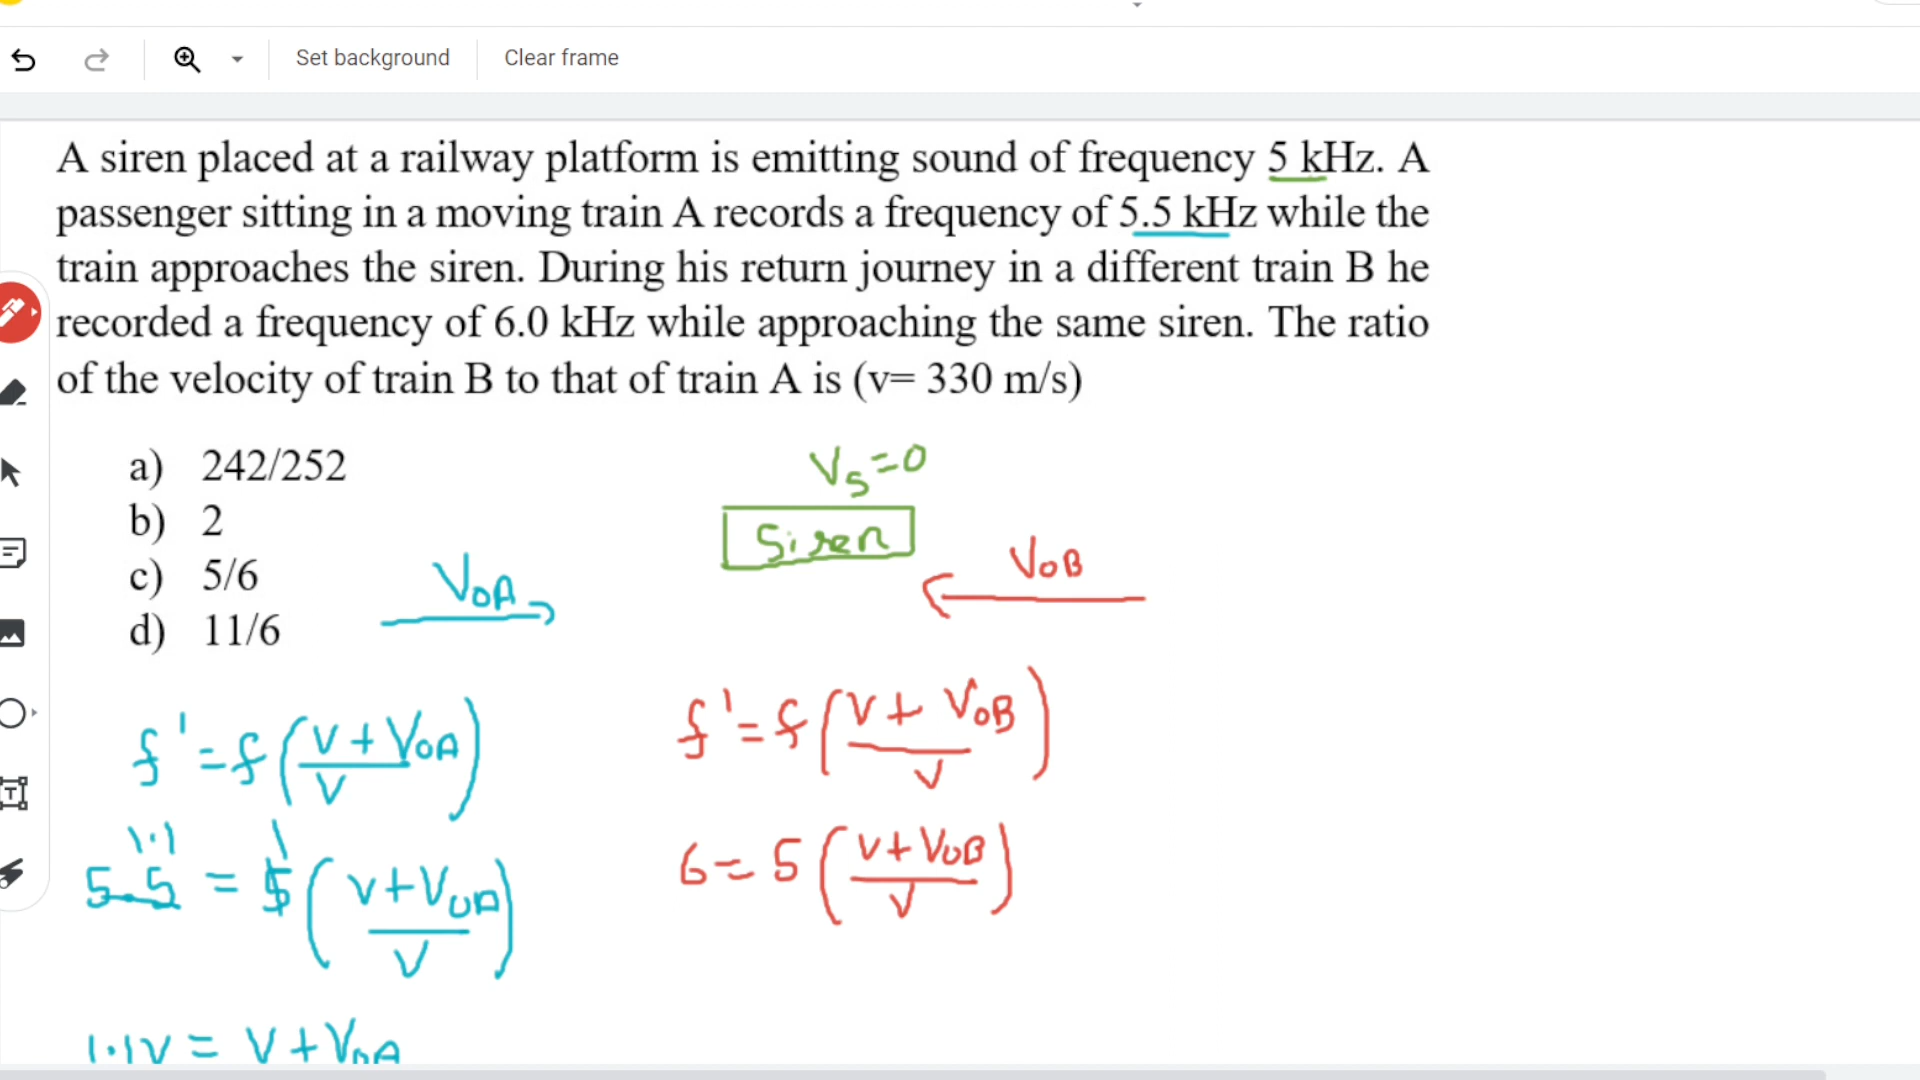 Set background Clear frame
A siren placed at a railway platform is emitting sound of frequency 5 kHz. A
passenger sitting in a moving train A records a frequency of 5.5 kHz while the
train approaches the siren. During his return journey in a different train B he
recorded a frequency of 6.0 kHz while approaching the same siren. The ratio
of the velocity of train B to that of train A is (v= 330 m/s)
a) 242/252
b) 2
c) 5/6
d) 11/6
Vs=0
Siren
VOA
VOB
f'=f(V+VOA/V)
1.1 1
5.5 = 5(V+VOA/V)
1.1V = V+VOA
f'=f(V+VOB/V)
6=5(V+VOB/V)